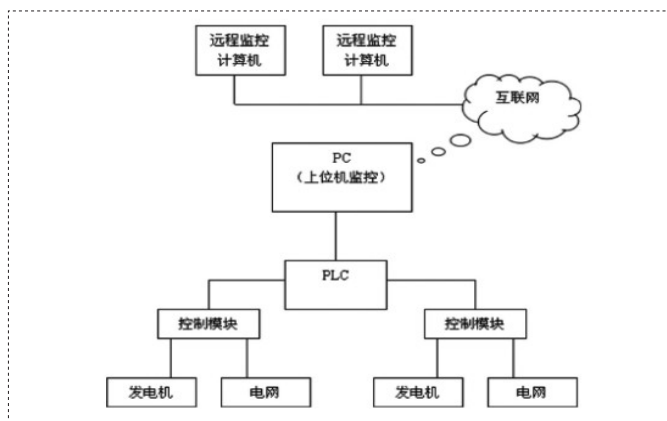 远程监控
计算机
远程监控
计算机
互联网
PC
（上位机监控）
PLC
控制模块
控制模块
发电机
电网
发电机
电网